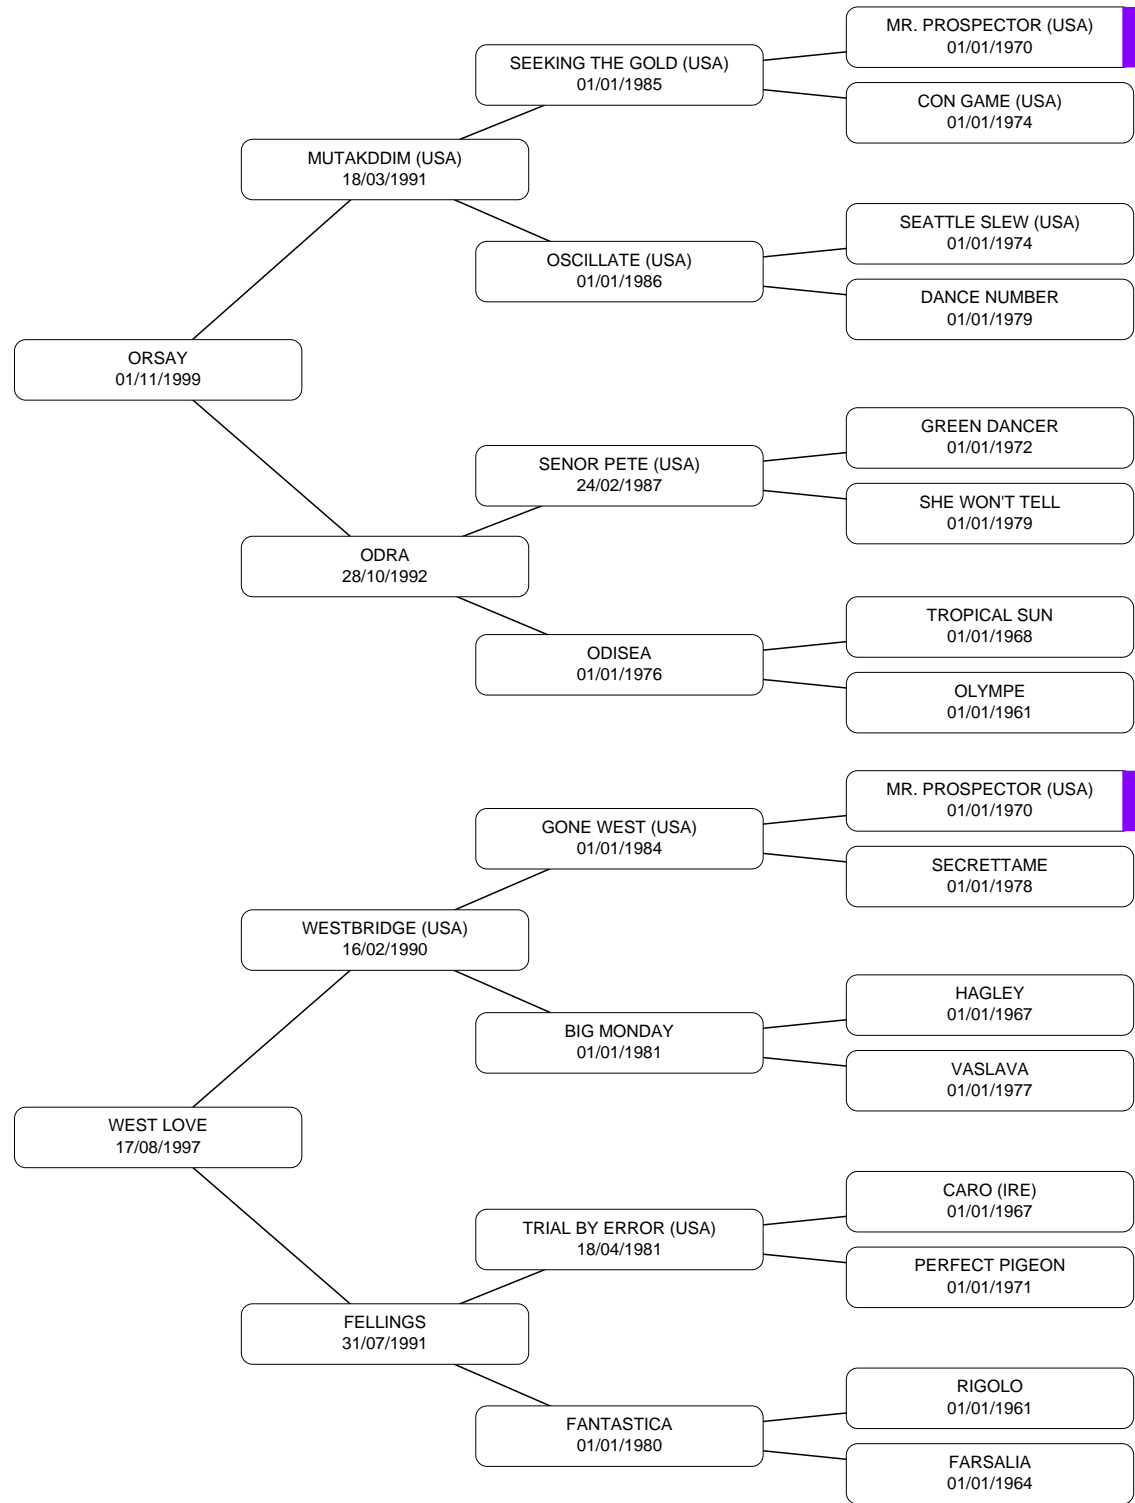 MR. PROSPECTOR (USA)
01/01/1970
SEEKING THE GOLD (USA)
01/01/1985
CON GAME (USA)
01/01/1974
MUTAKDDIM (USA)
18/03/1991
SEATTLE SLEW (USA)
01/01/1974
OSCILLATE (USA)
01/01/1986
DANCE NUMBER
01/01/1979
ORSAY
01/11/1999
GREEN DANCER
01/01/1972
SENOR PETE (USA)
24/02/1987
SHE WON'T TELL
01/01/1979
ODRA
28/10/1992
TROPICAL SUN
01/01/1968
ODISEA
01/01/1976
OLYMPE
01/01/1961
MR. PROSPECTOR (USA)
01/01/1970
GONE WEST (USA)
01/01/1984
SECRETTAME
01/01/1978
WESTBRIDGE (USA)
16/02/1990
HAGLEY
01/01/1967
BIG MONDAY
01/01/1981
VASLAVA
01/01/1977
WEST LOVE
17/08/1997
CARO (IRE)
01/01/1967
TRIAL BY ERROR (USA)
18/04/1981
PERFECT PIGEON
01/01/1971
FELLINGS
31/07/1991
RIGOLO
01/01/1961
FANTASTICA
01/01/1980
FARSALIA
01/01/1964